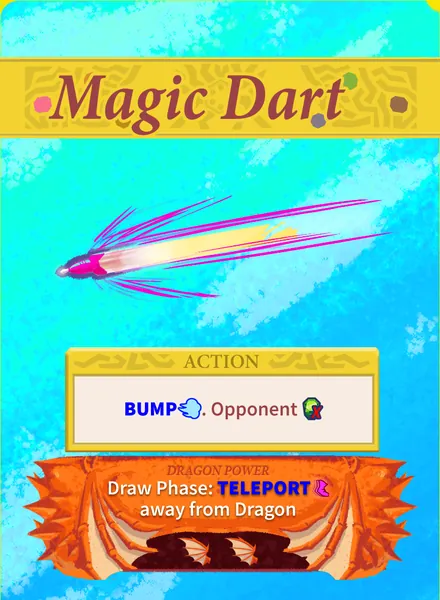 Magic Dart
ACTION
BUMP. Opponent
DRAGON POWER
Draw Phase: TELEPORT
away from Dragon